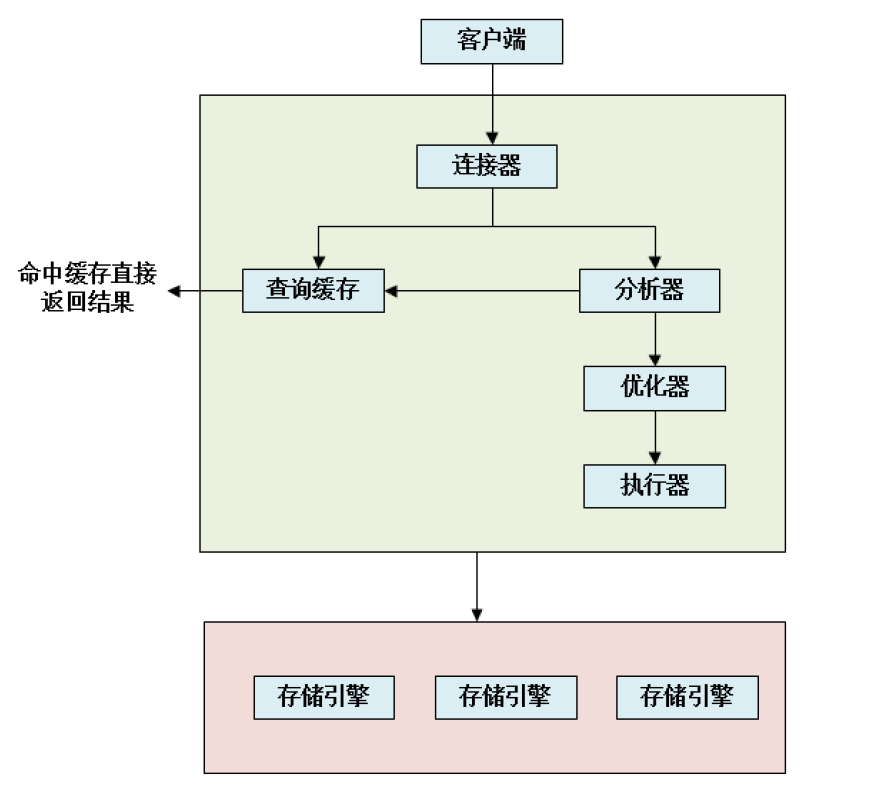 客户端
连接器
命中缓存直接
返回结果
查询缓存
分析器
优化器
执行器
存储引擎
存储引擎
存储引擎